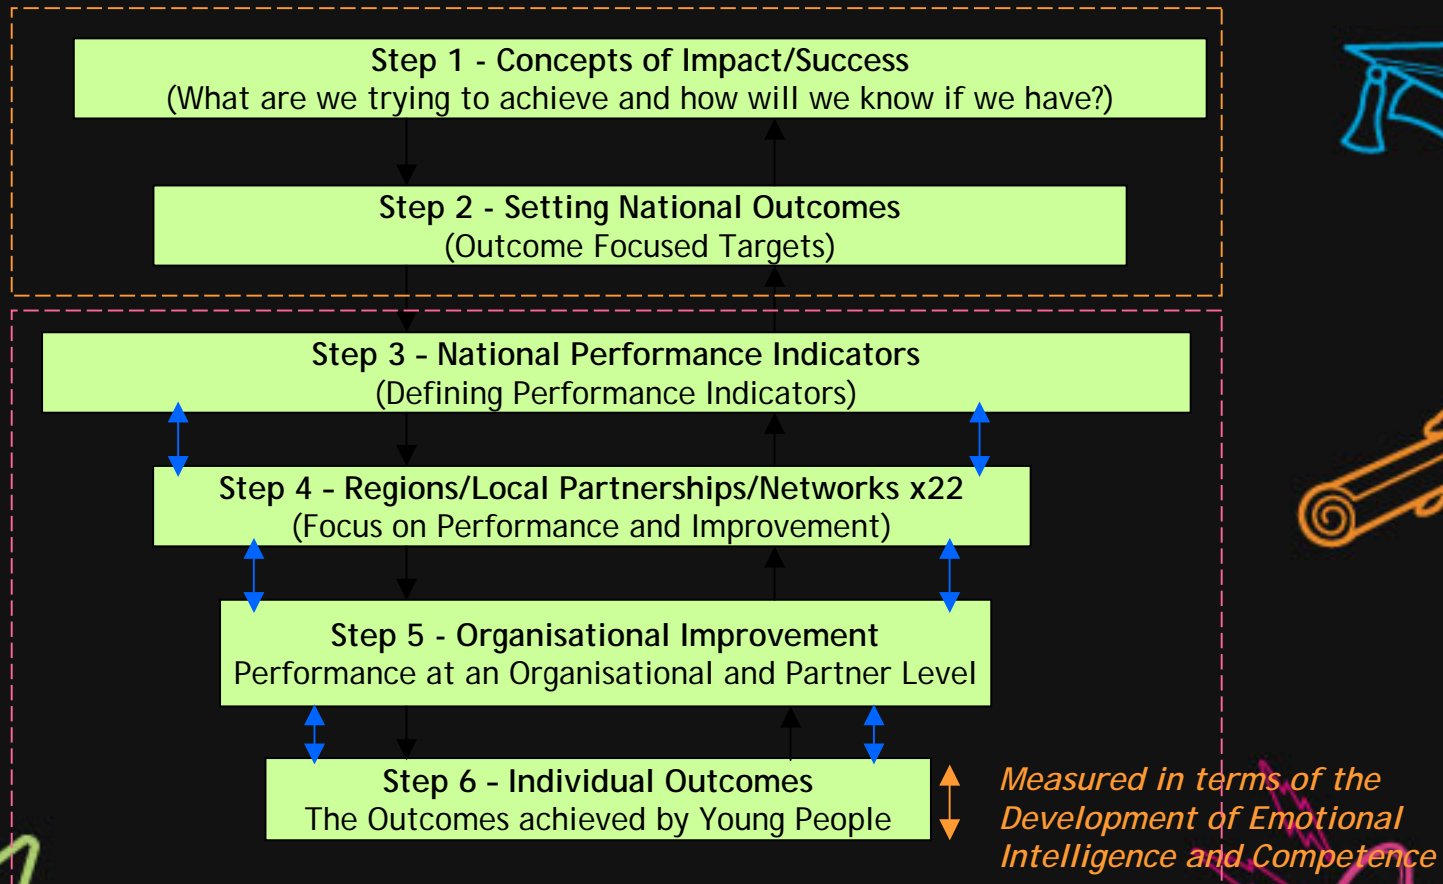 Step 1 - Concepts of Impact/Success
(What are we trying to achieve and how will we know if we have?)
Step 2 - Setting National Outcomes
(Outcome Focused Targets)
Step 3 – National Performance Indicators
(Defining Performance Indicators)
Step 4 – Regions/Local Partnerships/Networks x22
(Focus on Performance and Improvement)
Step 5 - Organisational Improvement
Performance at an Organisational and Partner Level
Step 6 – Individual Outcomes
The Outcomes achieved by Young People
Measured in terms of the
Development of Emotional
Intelligence and Competence